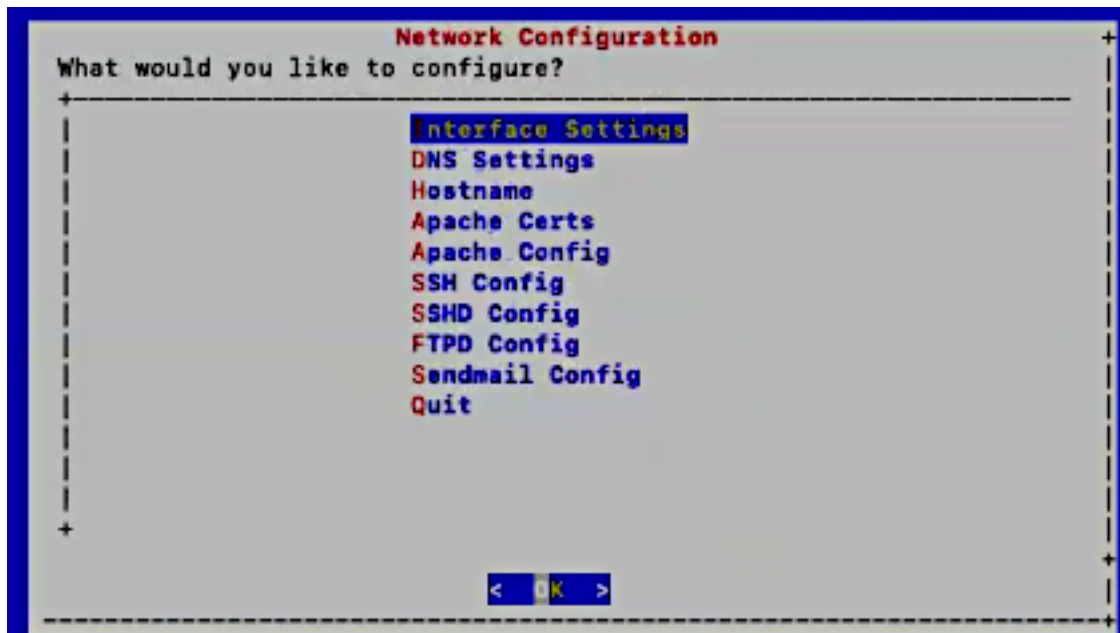 Network Configuration
What would you like to configure?
Interface Settings
DNS Settings
Hostname
Apache Certs
Apache Config
SSH Config
SSHD Config
FTPD Config
Sendmail Config
Quit
< OK >